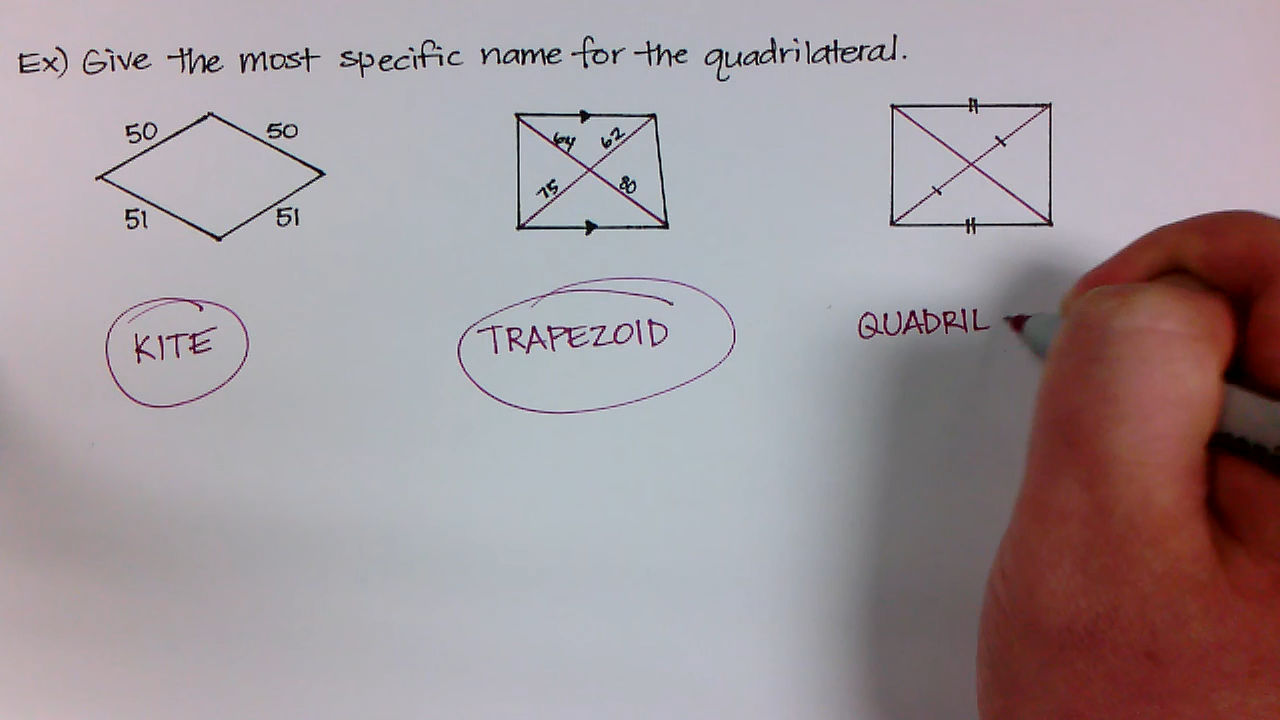 Ex) Give the most specific name for the quadrilateral.
50 50
51 51
64 62
75 80
KITE
TRAPEZOID
QUADRIL